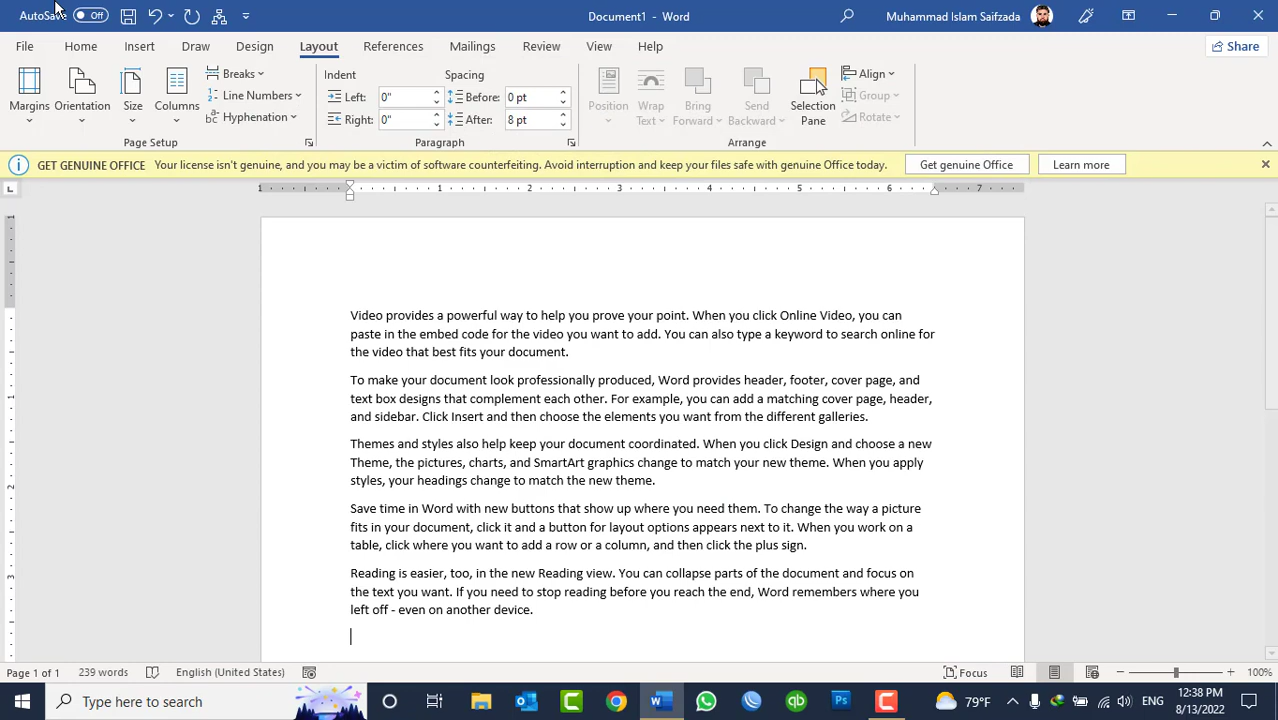 AutoSave Off
Document1 - Word
Muhammad Islam Saifzada
File Home Insert Draw Design Layout References Mailings Review View Help
Share
Margins Orientation Size Columns
Breaks
Line Numbers
Hyphenation
Page Setup
Indent
Left: 0"
Right: 0"
Spacing
Before: 0 pt
After: 8 pt
Paragraph
Position
Wrap Text
Bring Forward
Send Backward
Selection Pane
Align
Group
Rotate
Arrange
GET GENUINE OFFICE Your license isn't genuine, and you may be a victim of software counterfeiting. Avoid interruption and keep your files safe with genuine Office today. Get genuine Office Learn more
1 1 2 3 4 5 6 7
1
1
2
3
Video provides a powerful way to help you prove your point. When you click Online Video, you can
paste in the embed code for the video you want to add. You can also type a keyword to search online for
the video that best fits your document.
To make your document look professionally produced, Word provides header, footer, cover page, and
text box designs that complement each other. For example, you can add a matching cover page, header,
and sidebar. Click Insert and then choose the elements you want from the different galleries.
Themes and styles also help keep your document coordinated. When you click Design and choose a new
Theme, the pictures, charts, and SmartArt graphics change to match your new theme. When you apply
styles, your headings change to match the new theme.
Save time in Word with new buttons that show up where you need them. To change the way a picture
fits in your document, click it and a button for layout options appears next to it. When you work on a
table, click where you want to add a row or a column, and then click the plus sign.
Reading is easier, too, in the new Reading view. You can collapse parts of the document and focus on
the text you want. If you need to stop reading before you reach the end, Word remembers where you
left off - even on another device.
Page 1 of 1 239 words English (United States) Focus 100%
Type here to search
79°F
ENG
12:38 PM
8/13/2022